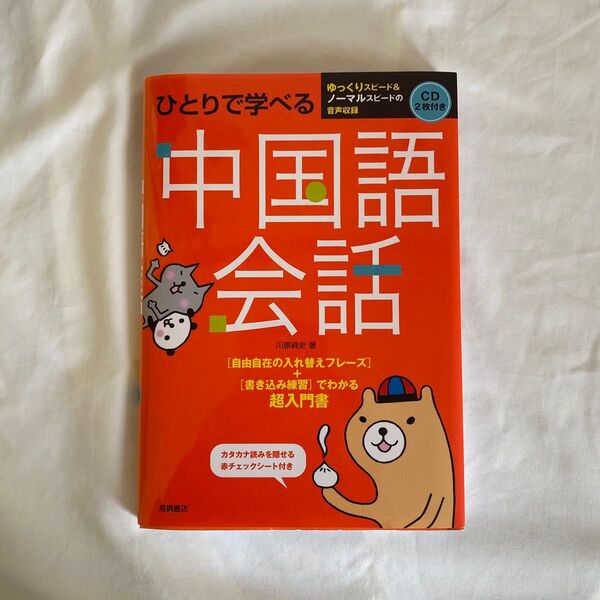 ひとりで学べる
ゆっくりスピード&
ノーマルスピードの
音声収録
CD
2枚付き
中国語
会話
川原祥史 著
[自由自在の入れ替えフレーズ]
+
[書き込み練習]でわかる
超入門書
カタカナ読みを隠せる
赤チェックシート付き
高橋書店